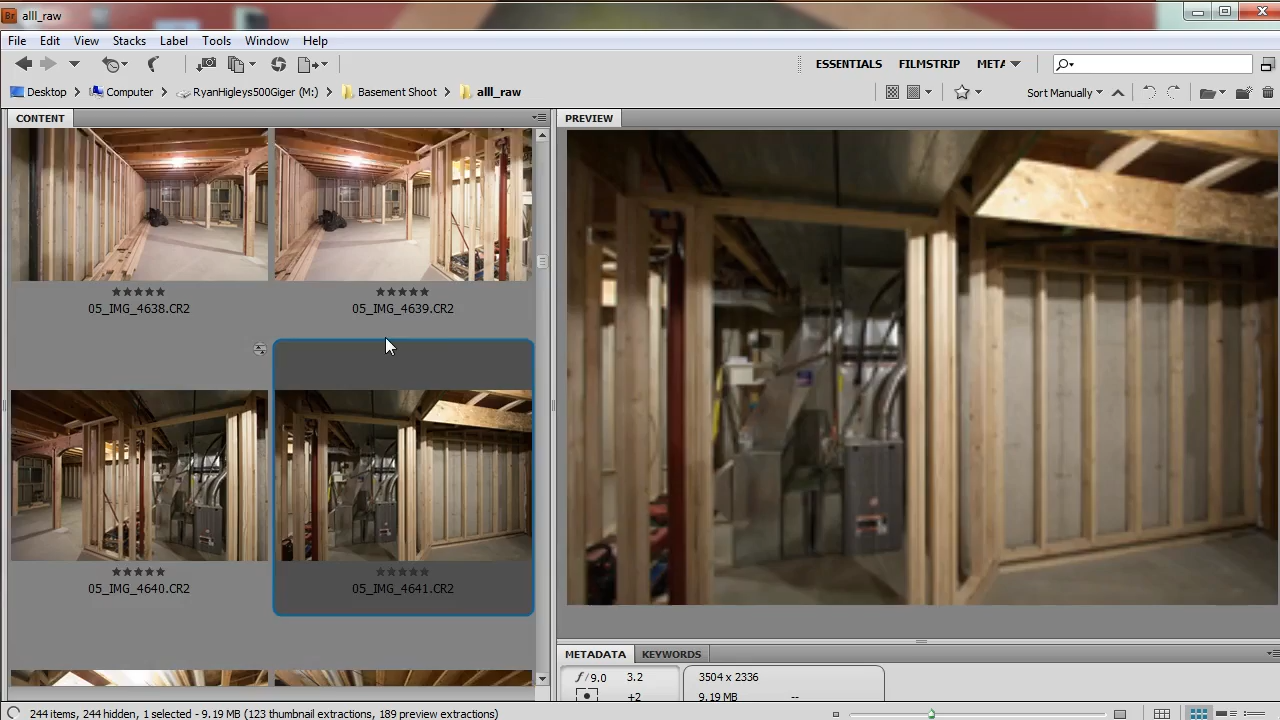 Br alll_raw
File Edit View Stacks Label Tools Window Help
ESSENTIALS FILMSTRIP META
Desktop Computer RyanHigleys500Giger (M:) Basement Shoot alll_raw Sort Manually
CONTENT
PREVIEW
05_IMG_4638.CR2
05_IMG_4639.CR2
05_IMG_4640.CR2
05_IMG_4641.CR2
METADATA KEYWORDS
f/9.0 3.2
+2
3504 x 2336
9.19 MB --
244 items, 244 hidden, 1 selected - 9.19 MB (123 thumbnail extractions, 189 preview extractions)